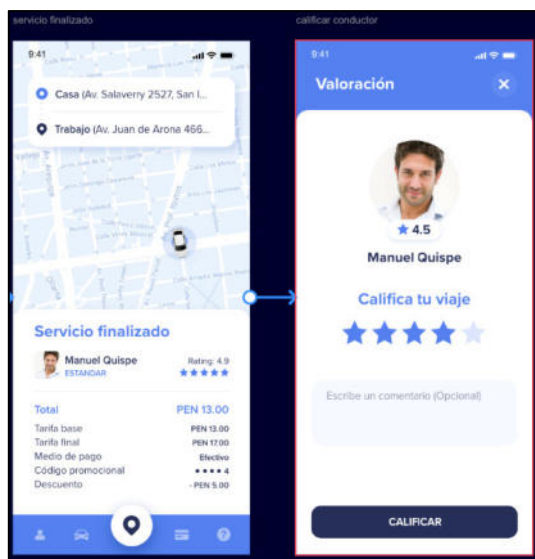 servicio finalizado
9:41
Casa (Av. Salaverry 2527, San I...
Trabajo (Av. Juan de Arona 466...
Servicio finalizado
Manuel Quispe
ESTANDAR
Rating: 4.9
Total PEN 13.00
Tarifa base PEN 13.00
Tarifa final PEN 17.00
Medio de pago Efectivo
Código promocional •••• 4
Descuento - PEN 5.00
calificar conductor
9:41
Valoración
4.5
Manuel Quispe
Califica tu viaje
Escribe un comentario (Opcional)
CALIFICAR